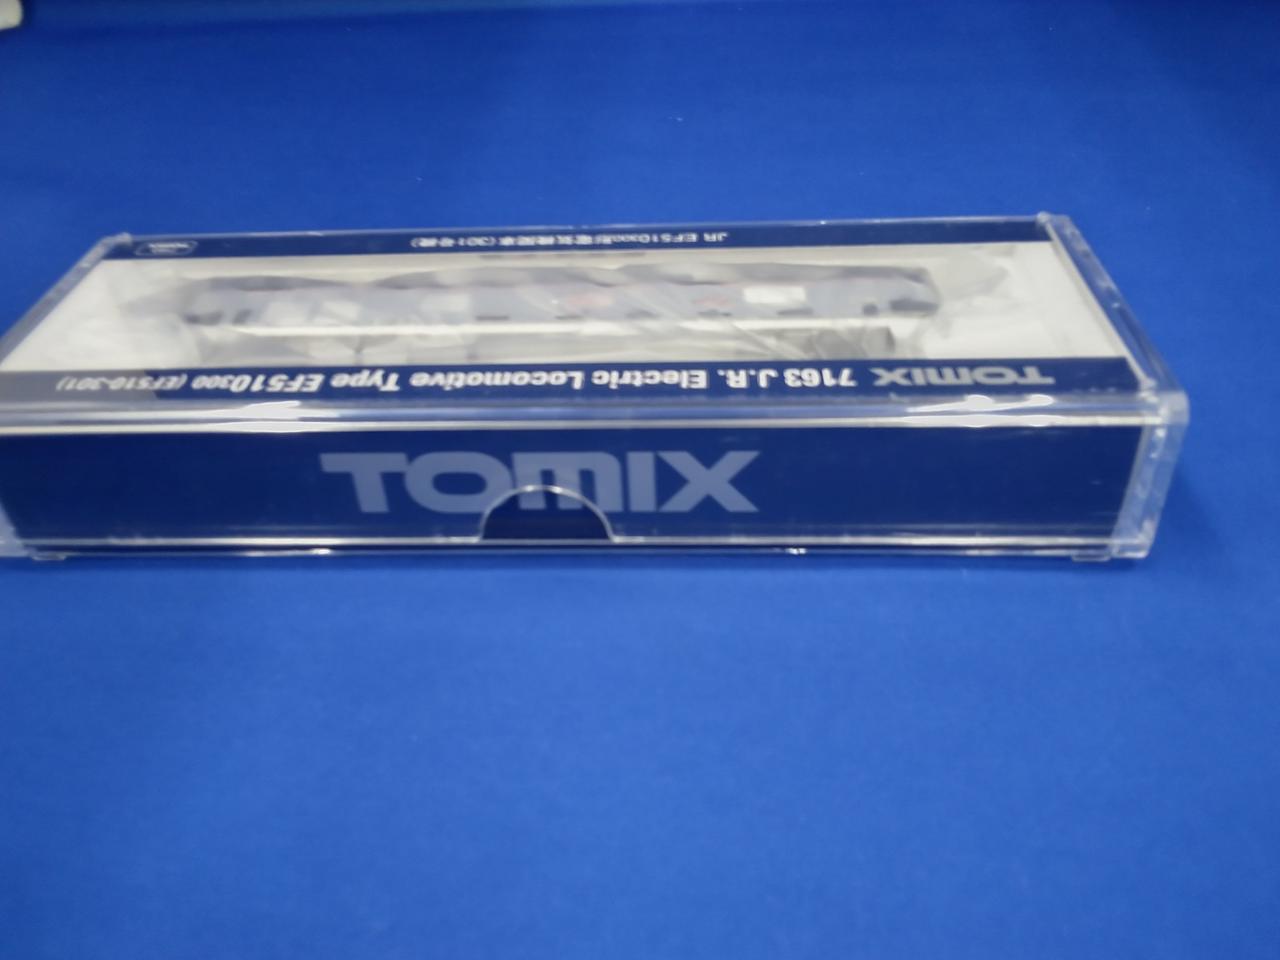 JR EF510 300形電気機関車(301号機)
TOMIX 7163 J.R. Electric Locomotive Type EF510 300 (EF510-301)
TOMIX